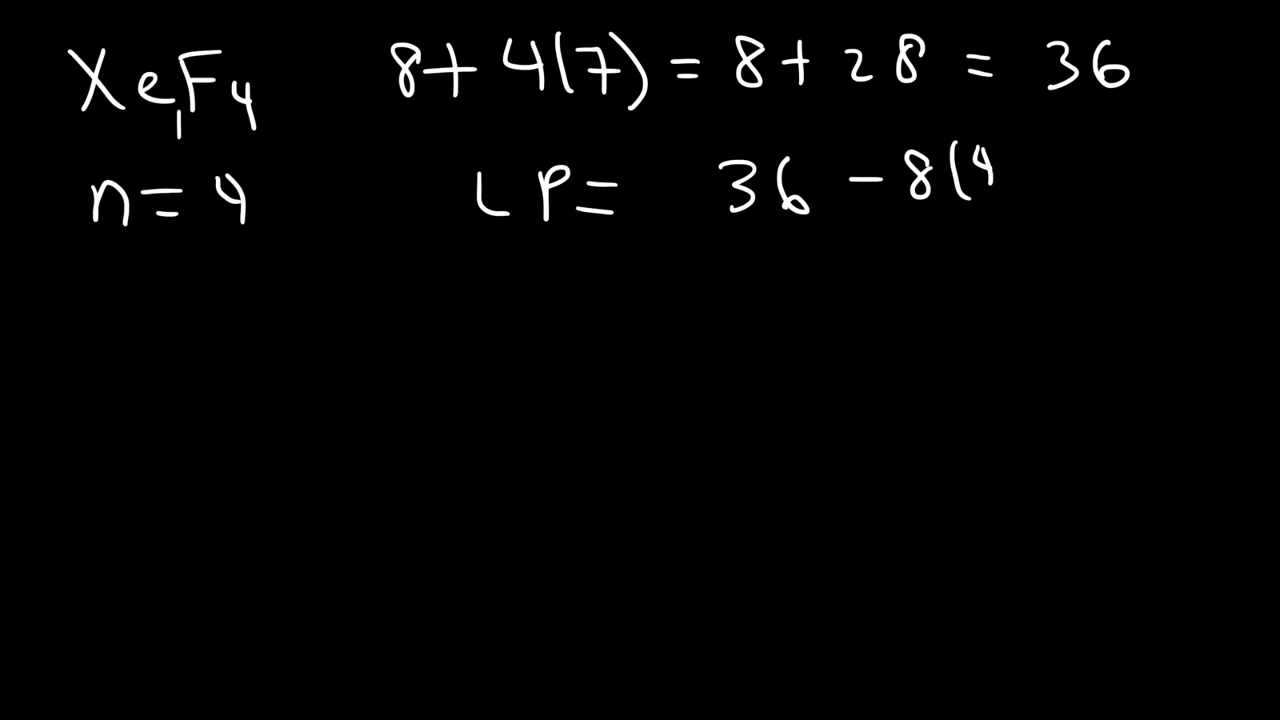 XeF₄ 8 + 4(7) = 8 + 28 = 36
n = 4 LP = 36 - 8(4